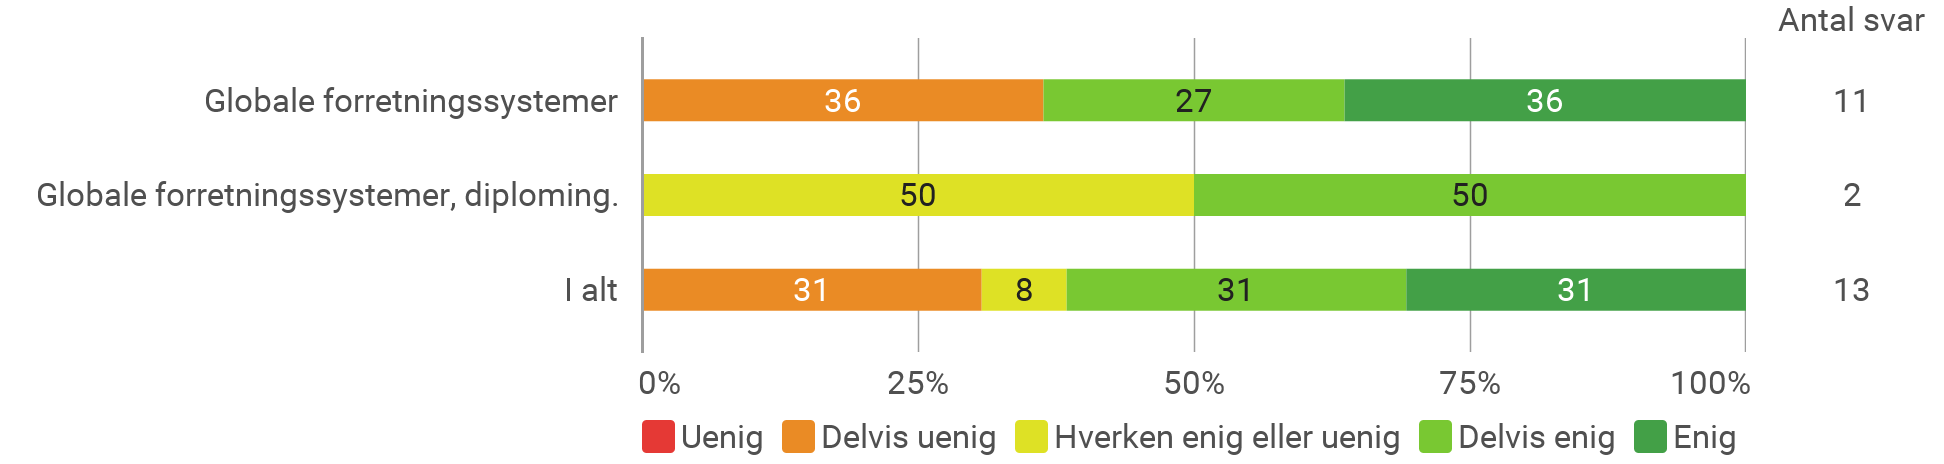 Antal svar
Globale forretningssystemer 36 27 36 11
Globale forretningssystemer, diploming. 50 50 2
I alt 31 8 31 31 13
0% 25% 50% 75% 100%
Uenig Delvis uenig Hverken enig eller uenig Delvis enig Enig